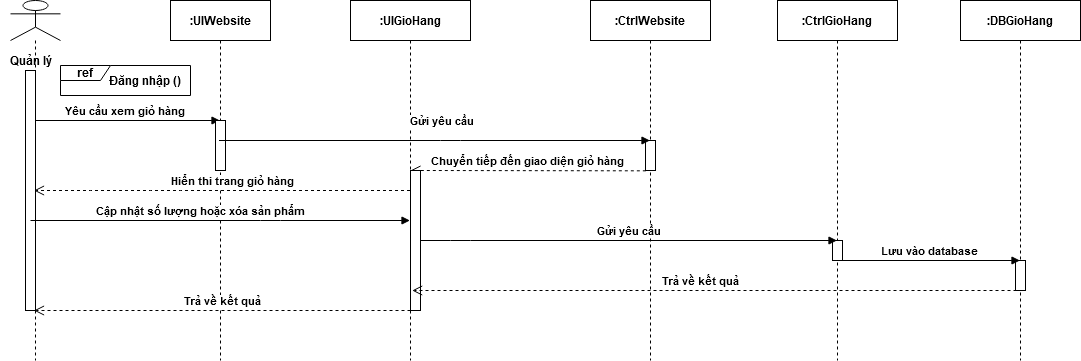 :UIWebsite
:UIGioHang
:CtrlWebsite
:CtrlGioHang
:DBGioHang
Quản lý
ref
Đăng nhập ()
Yêu cầu xem giỏ hàng
Gửi yêu cầu
Chuyển tiếp đến giao diện giỏ hàng
Hiển thi trang giỏ hàng
Cập nhật số lượng hoặc xóa sản phẩm
Gửi yêu cầu
Lưu vào database
Trả về kết quả
Trả về kết quả